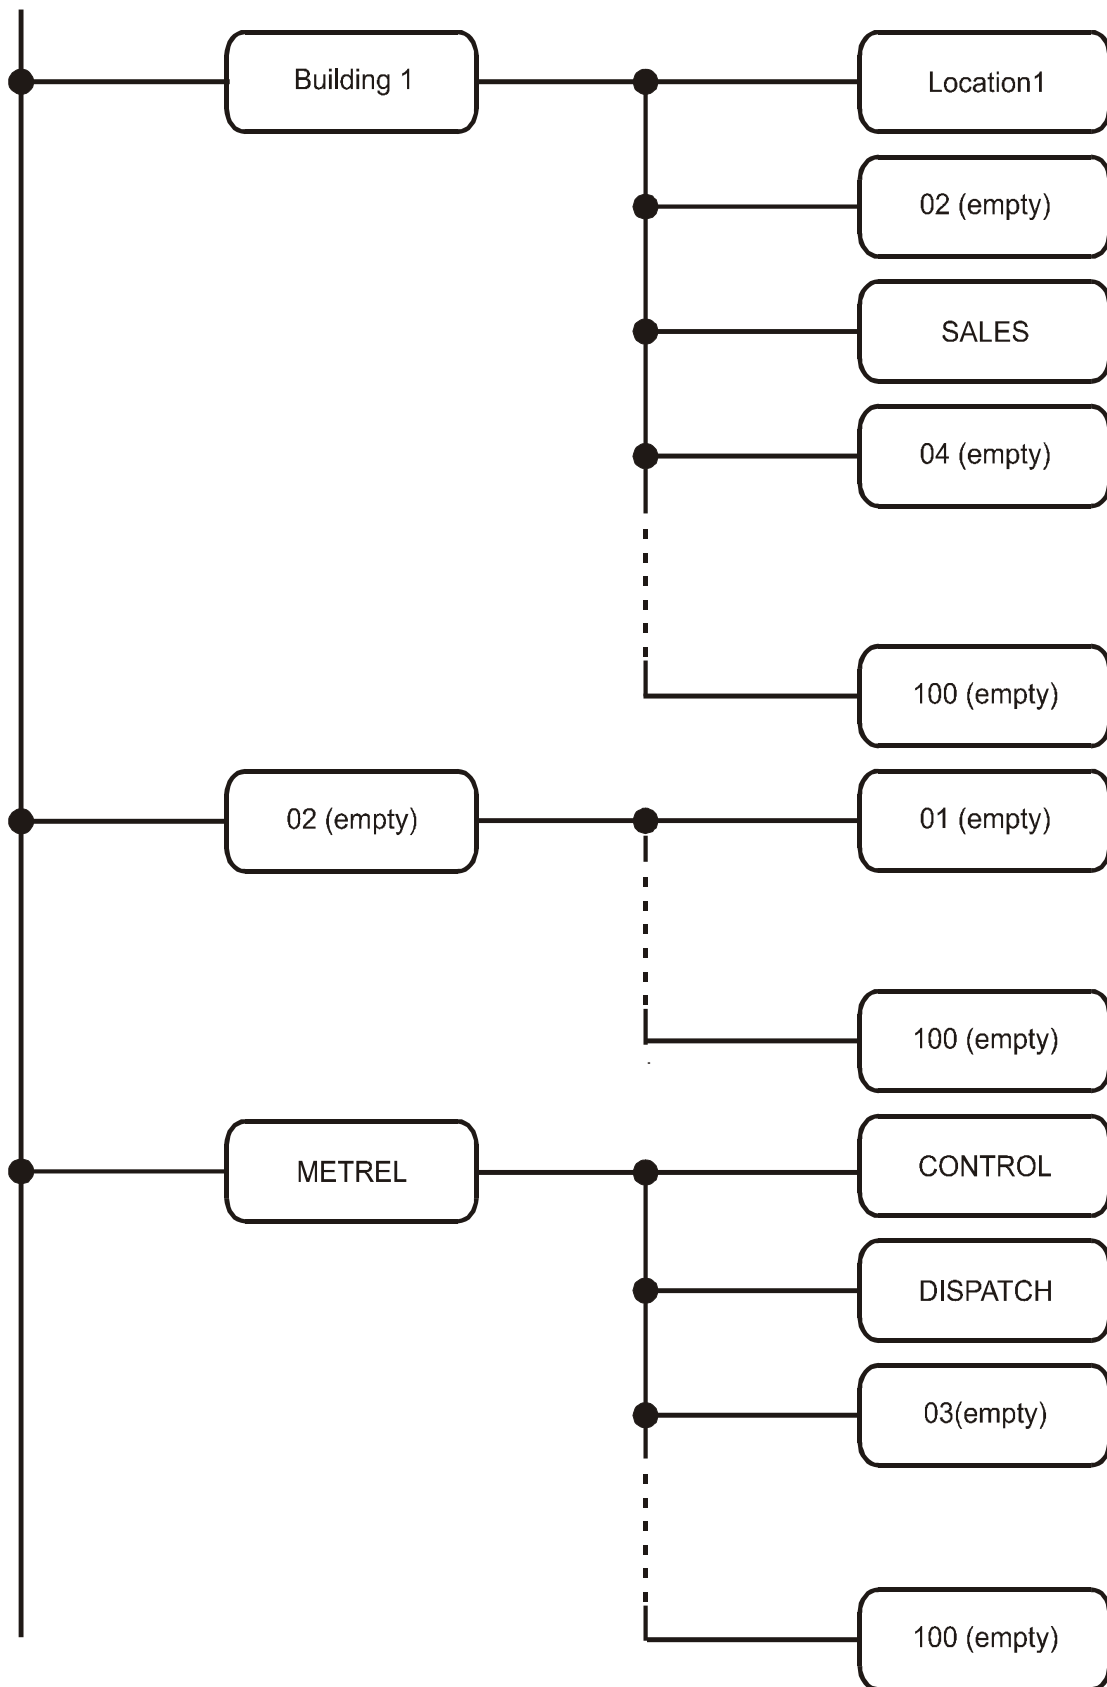 Building 1
Location1
02 (empty)
SALES
04 (empty)
100 (empty)
02 (empty)
01 (empty)
100 (empty)
METREL
CONTROL
DISPATCH
03(empty)
100 (empty)